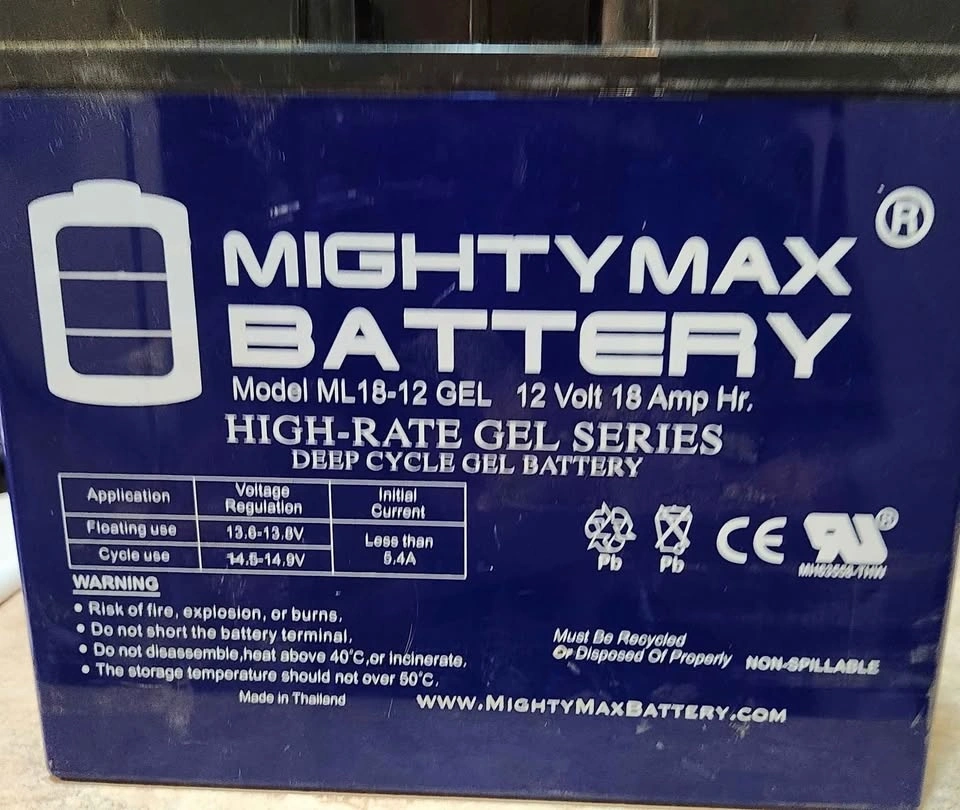 ®
MIGHTYMAX
BATTERY
Model ML18-12 GEL 12 Volt 18 Amp Hr.
HIGH-RATE GEL SERIES
DEEP CYCLE GEL BATTERY
Application Voltage Regulation Initial Current
Floating use 13.6-13.8V Less than 5.4A
Cycle use 14.5-14.9V
Pb Pb CE RU ®
WARNING
• Risk of fire, explosion, or burns.
• Do not short the battery terminal.
• Do not disassemble,heat above 40°C,or incinerate.
• The storage temperature should not over 50°C.
Must Be Recycled
Or Disposed Of Properly NON-SPILLABLE
Made in Thailand
WWW.MIGHTYMAXBATTERY.COM